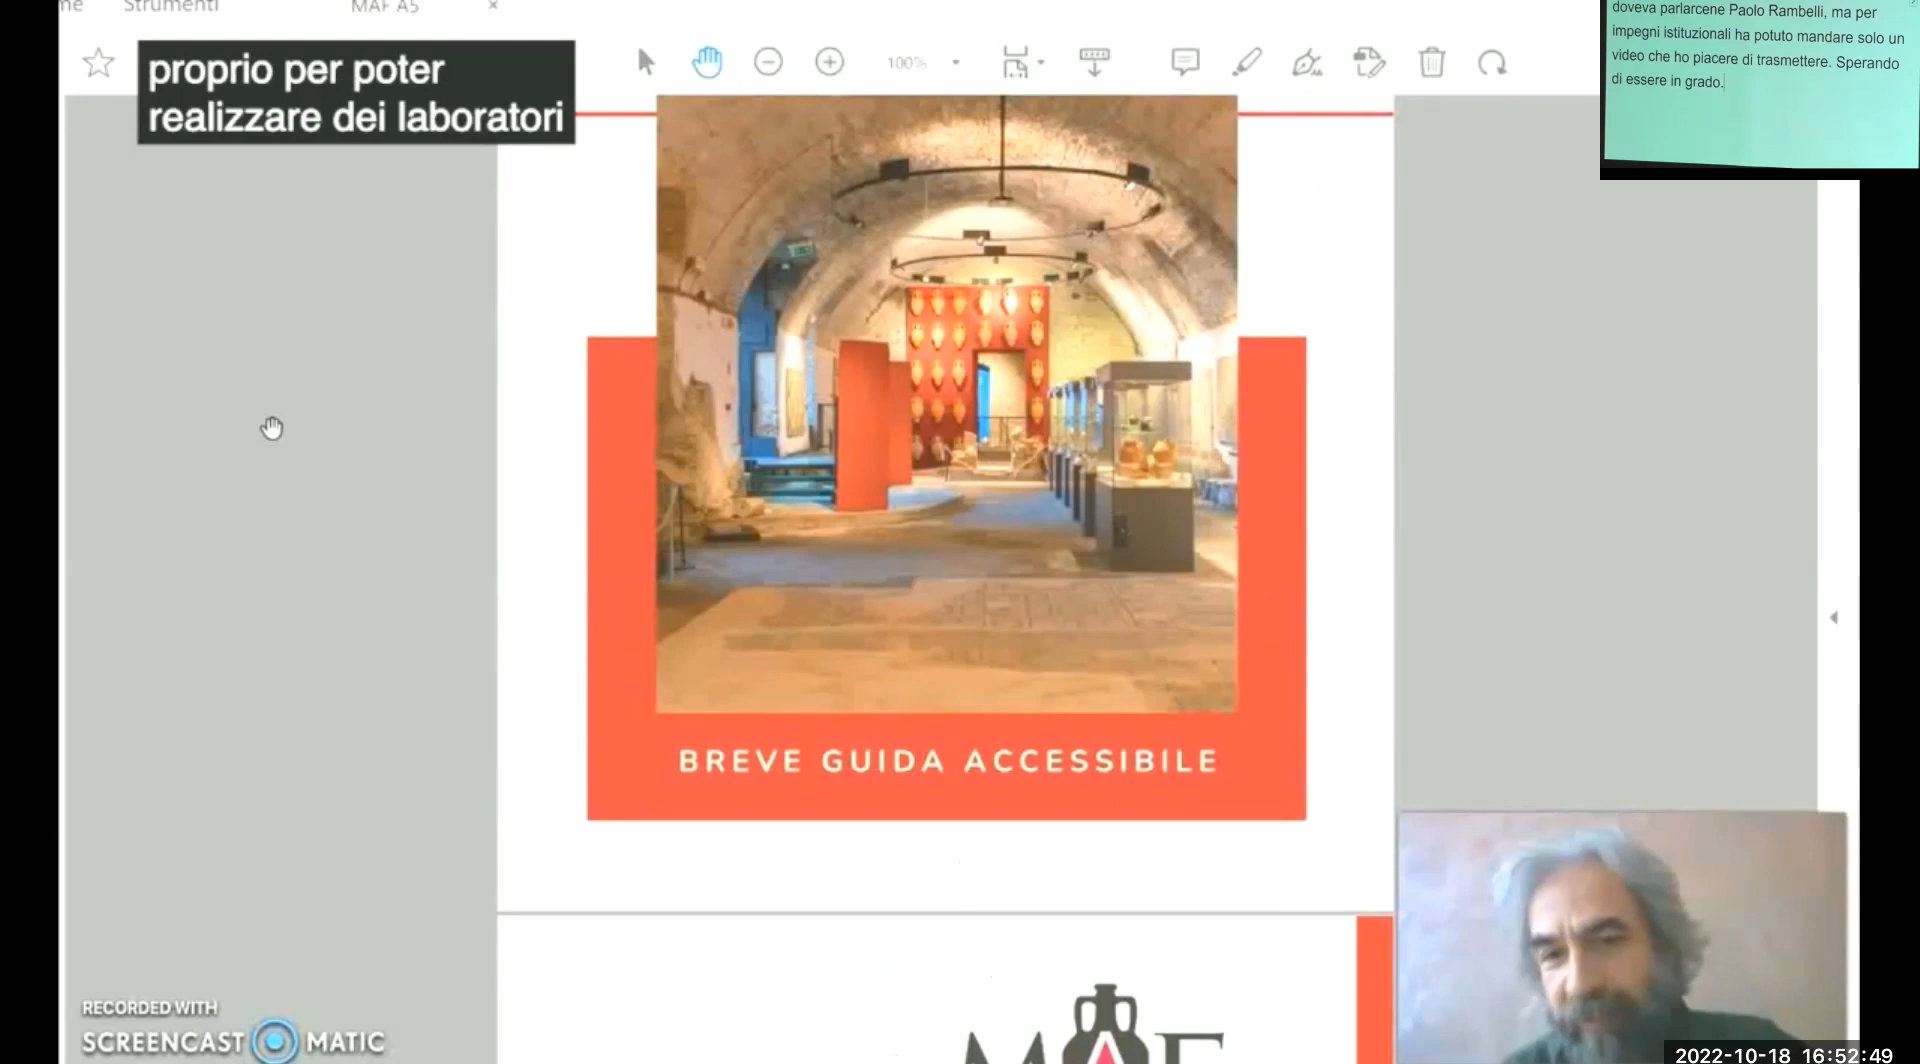 me Strumenti MAF A5 ×
proprio per poter
realizzare dei laboratori
100%
doveva parlarcene Paolo Rambelli, ma per
impegni istituzionali ha potuto mandare solo un
video che ho piacere di trasmettere. Sperando
di essere in grado.
BREVE GUIDA ACCESSIBILE
MAF
RECORDED WITH
SCREENCAST MATIC
2022-10-18 16:52:49